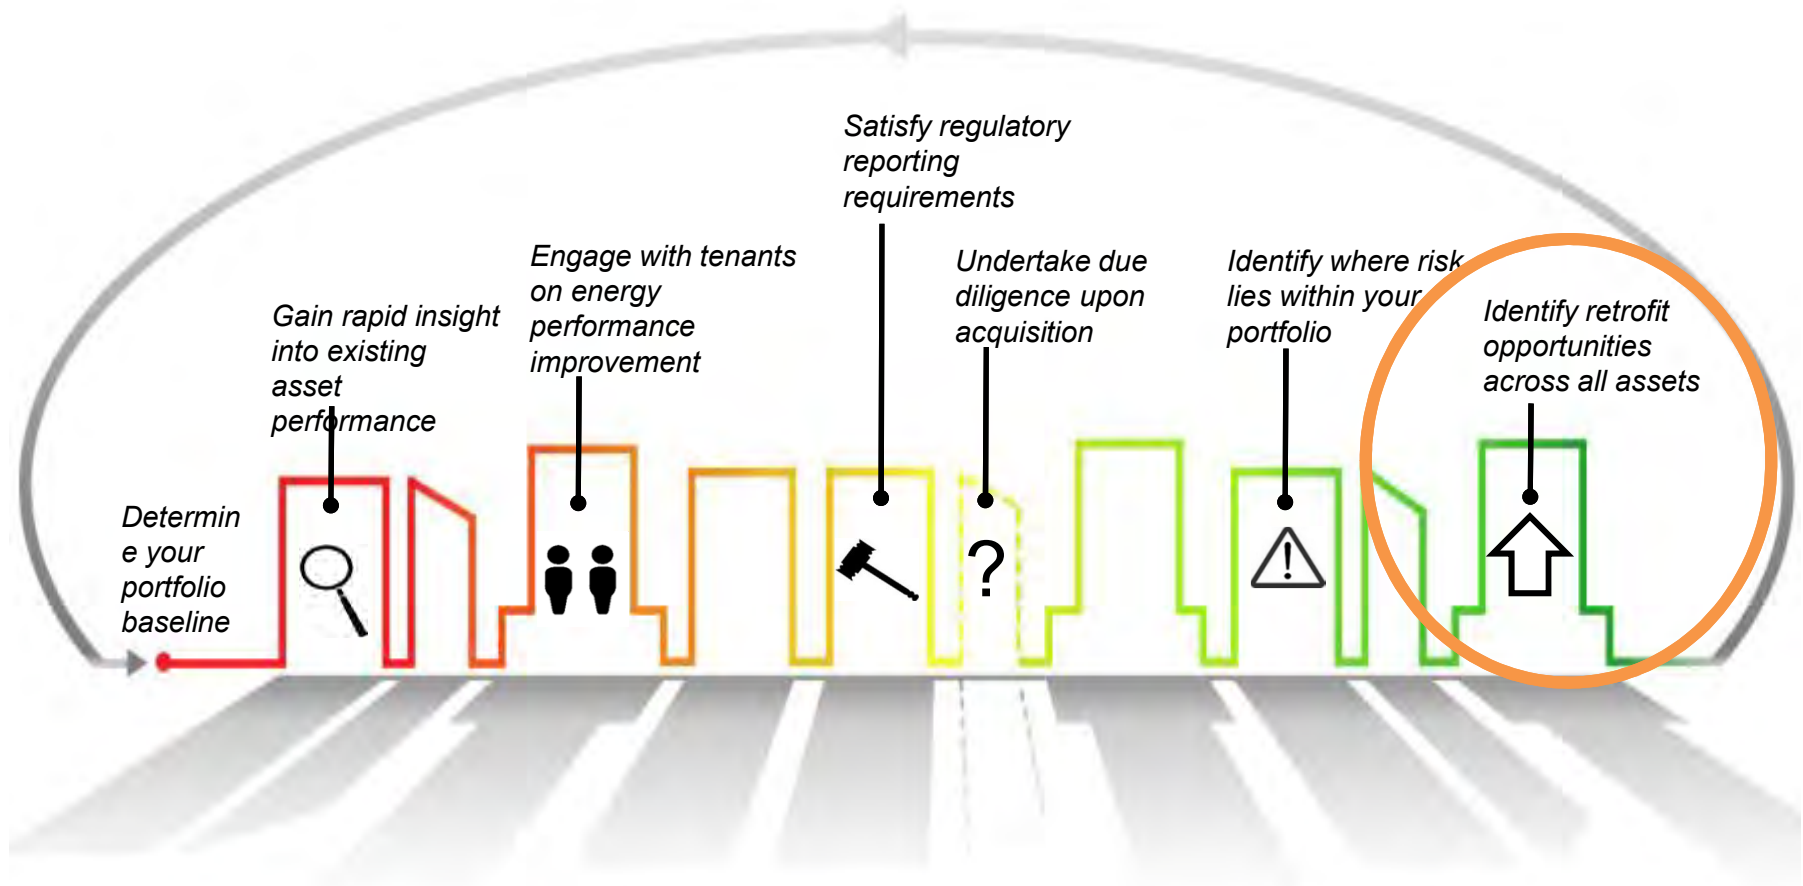 Determin
e your
portfolio
baseline
Gain rapid insight
into existing
asset
performance
Engage with tenants
on energy
performance
improvement
Satisfy regulatory
reporting
requirements
Undertake due
diligence upon
acquisition
?
Identify where risk
lies within your
portfolio
!
Identify retrofit
opportunities
across all assets